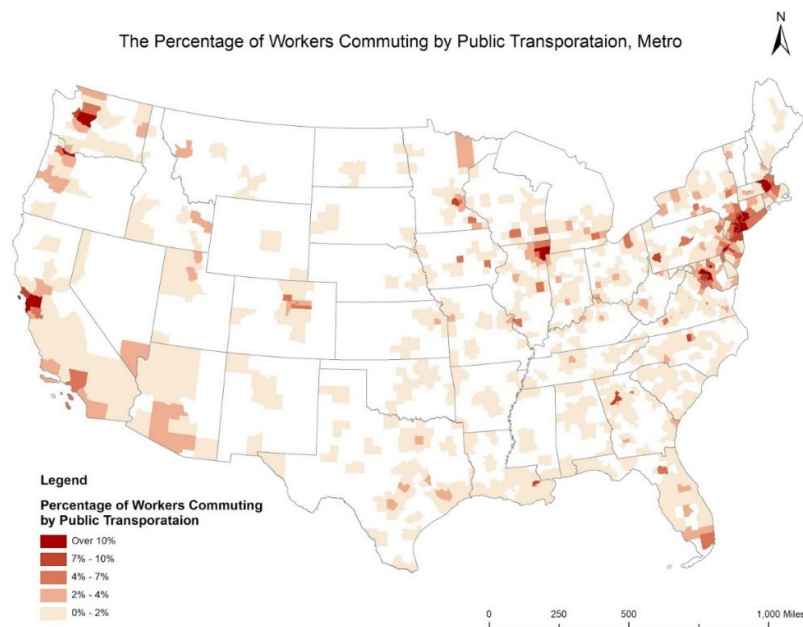 The Percentage of Workers Commuting by Public Transporataion, Metro
N
Legend
Percentage of Workers Commuting
by Public Transporataion
Over 10%
7% - 10%
4% - 7%
2% - 4%
0% - 2%
0 250 500 1,000 Miles